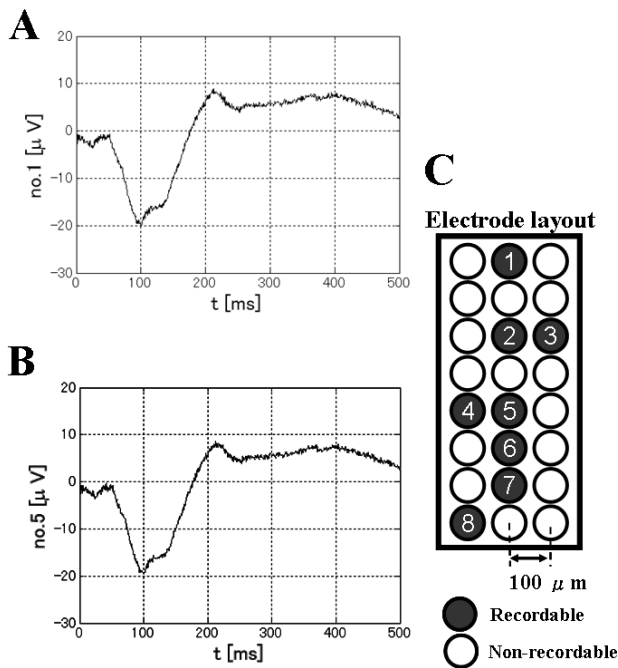 A
20
10
0
-10
-20
-30
no.1 [μ V]
0 100 200 300 400 500
t [ms]
B
20
10
0
-10
-20
-30
no.5 [μ V]
0 100 200 300 400 500
t [ms]
C
Electrode layout
1
2 3
4 5
6
7
8
100 μ m
Recordable
Non-recordable